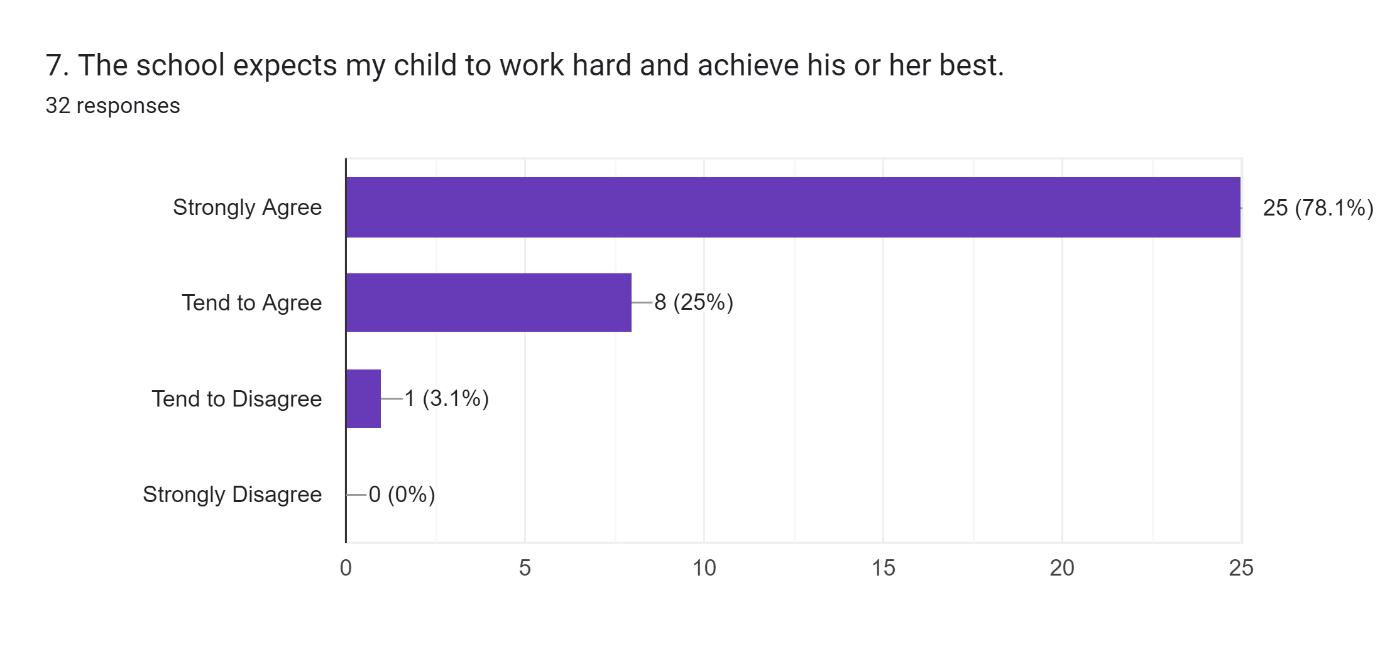 7. The school expects my child to work hard and achieve his or her best.
32 responses
Strongly Agree 25 (78.1%)
Tend to Agree 8 (25%)
Tend to Disagree 1 (3.1%)
Strongly Disagree 0 (0%)
0 5 10 15 20 25